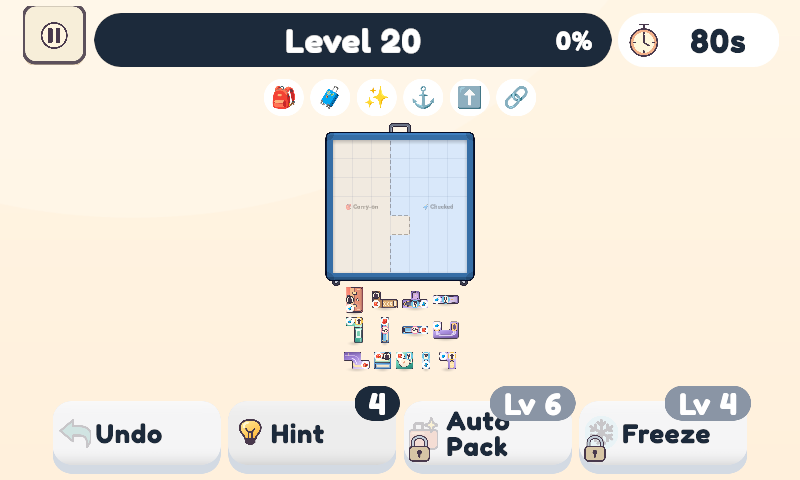 Level 20
0%
80s
Carry-on
Checked
Undo
4
Hint
Lv 6
Auto
Pack
Lv 4
Freeze